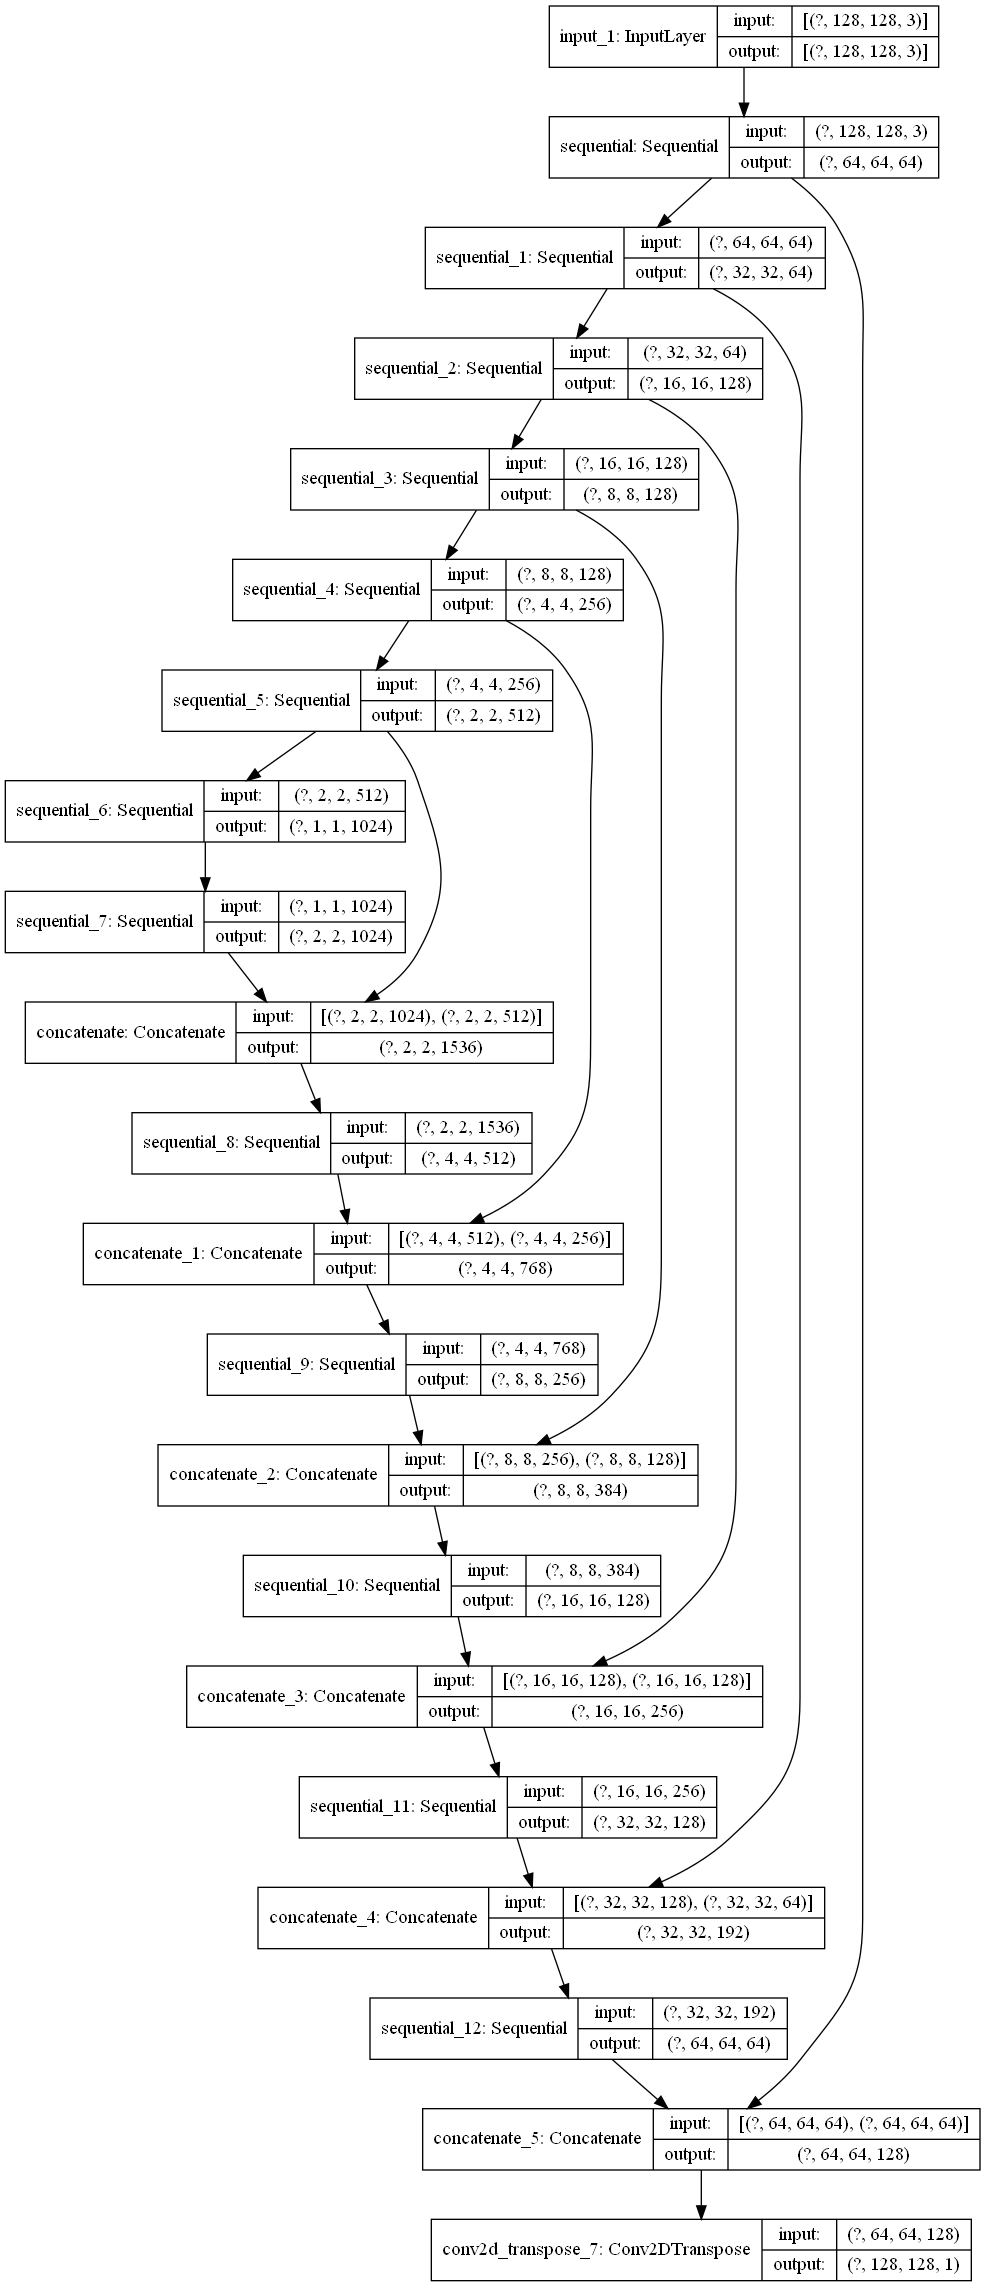 input_1: InputLayer
input: [(?, 128, 128, 3)]
output: [(?, 128, 128, 3)]
sequential: Sequential
input: (?, 128, 128, 3)
output: (?, 64, 64, 64)
sequential_1: Sequential
input: (?, 64, 64, 64)
output: (?, 32, 32, 64)
sequential_2: Sequential
input: (?, 32, 32, 64)
output: (?, 16, 16, 128)
sequential_3: Sequential
input: (?, 16, 16, 128)
output: (?, 8, 8, 128)
sequential_4: Sequential
input: (?, 8, 8, 128)
output: (?, 4, 4, 256)
sequential_5: Sequential
input: (?, 4, 4, 256)
output: (?, 2, 2, 512)
sequential_6: Sequential
input: (?, 2, 2, 512)
output: (?, 1, 1, 1024)
sequential_7: Sequential
input: (?, 1, 1, 1024)
output: (?, 2, 2, 1024)
concatenate: Concatenate
input: [(?, 2, 2, 1024), (?, 2, 2, 512)]
output: (?, 2, 2, 1536)
sequential_8: Sequential
input: (?, 2, 2, 1536)
output: (?, 4, 4, 512)
concatenate_1: Concatenate
input: [(?, 4, 4, 512), (?, 4, 4, 256)]
output: (?, 4, 4, 768)
sequential_9: Sequential
input: (?, 4, 4, 768)
output: (?, 8, 8, 256)
concatenate_2: Concatenate
input: [(?, 8, 8, 256), (?, 8, 8, 128)]
output: (?, 8, 8, 384)
sequential_10: Sequential
input: (?, 8, 8, 384)
output: (?, 16, 16, 128)
concatenate_3: Concatenate
input: [(?, 16, 16, 128), (?, 16, 16, 128)]
output: (?, 16, 16, 256)
sequential_11: Sequential
input: (?, 16, 16, 256)
output: (?, 32, 32, 128)
concatenate_4: Concatenate
input: [(?, 32, 32, 128), (?, 32, 32, 64)]
output: (?, 32, 32, 192)
sequential_12: Sequential
input: (?, 32, 32, 192)
output: (?, 64, 64, 64)
concatenate_5: Concatenate
input: [(?, 64, 64, 64), (?, 64, 64, 64)]
output: (?, 64, 64, 128)
conv2d_transpose_7: Conv2DTranspose
input: (?, 64, 64, 128)
output: (?, 128, 128, 1)